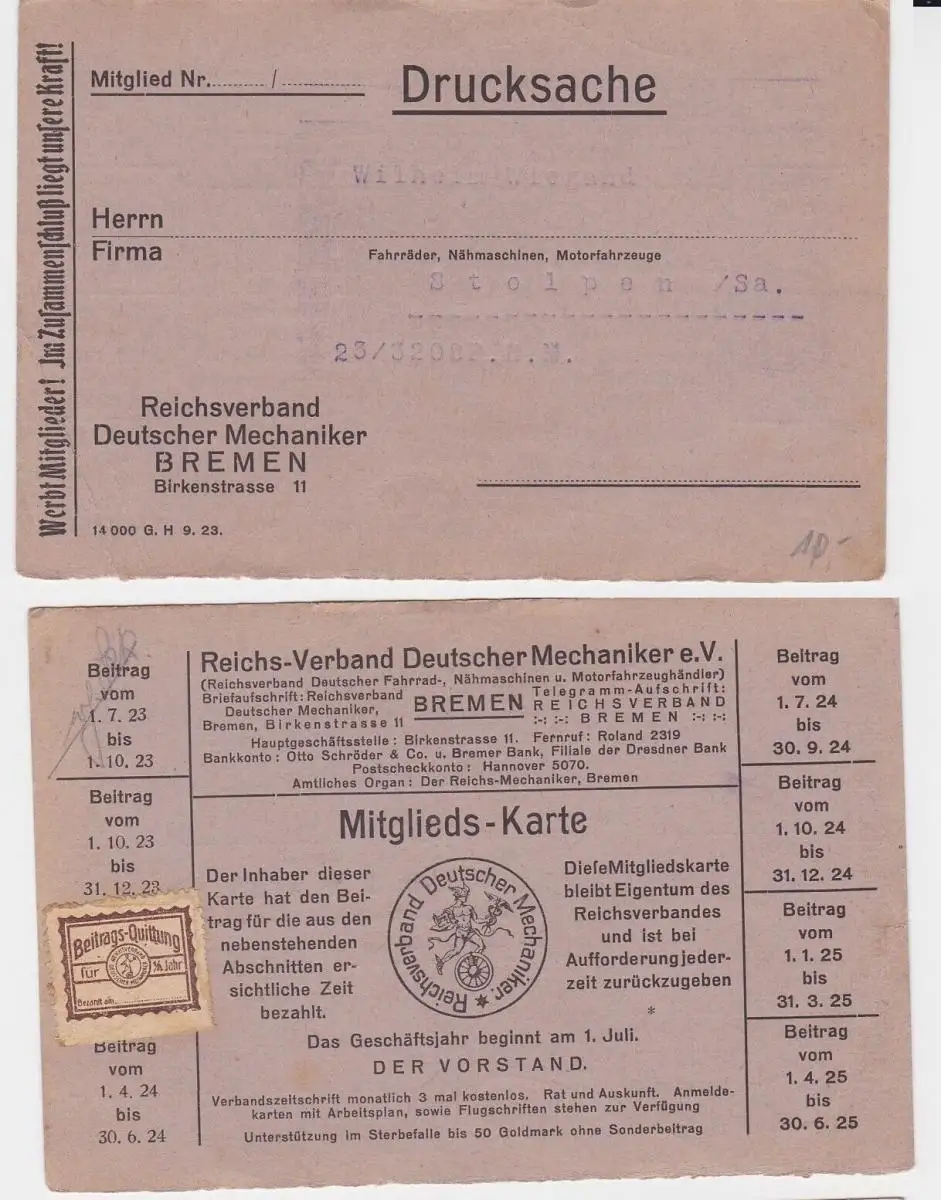 Werbt Mitglieder! Im Zusammenschluß liegt unsere Kraft!
Mitglied Nr. /
Drucksache
Wilhelm
Herrn
Firma
Fahrräder, Nähmaschinen, Motorfahrzeuge
Stolpen /Sa.
Reichsverband
Deutscher Mechaniker
BREMEN
Birkenstrasse 11
14000 G. H 9. 23.
10,-
Beitrag
vom
1. 7. 23
bis
1. 10. 23
Beitrag
vom
1. 10. 23
bis
31. 12. 23
Beitrags-Quittung
für ¼ Jahr
Bezahlt am
Beitrag
vom
1. 4. 24
bis
30. 6. 24
Reichs-Verband Deutscher Mechaniker e.V.
(Reichsverband Deutscher Fahrrad-, Nähmaschinen u. Motorfahrzeughändler)
Briefaufschrift: Reichsverband
Deutscher Mechaniker,
Bremen, Birkenstrasse 11
BREMEN
Telegramm-Aufschrift:
REICHSVERBAND
:-: :-: BREMEN :-: :-:
Hauptgeschäftsstelle: Birkenstrasse 11. Fernruf: Roland 2319
Bankkonto: Otto Schröder & Co. u. Bremer Bank, Filiale der Dresdner Bank
Postscheckkonto: Hannover 5070.
Amtliches Organ: Der Reichs-Mechaniker, Bremen
Mitglieds-Karte
Der Inhaber dieser
Karte hat den Bei-
trag für die aus den
nebenstehenden
Abschnitten er-
sichtliche Zeit
bezahlt.
Reichsverband Deutscher Mechaniker.
Diese Mitgliedskarte
bleibt Eigentum des
Reichsverbandes
und ist bei
Aufforderung jeder-
zeit zurückzugeben
*
Das Geschäftsjahr beginnt am 1. Juli.
DER VORSTAND.
Verbandszeitschrift monatlich 3 mal kostenlos. Rat und Auskunft. Anmelde-
karten mit Arbeitsplan, sowie Flugschriften stehen zur Verfügung
Unterstützung im Sterbefalle bis 50 Goldmark ohne Sonderbeitrag
Beitrag
vom
1. 7. 24
bis
30. 9. 24
Beitrag
vom
1. 10. 24
bis
31. 12. 24
Beitrag
vom
1. 1. 25
bis
31. 3. 25
Beitrag
vom
1. 4. 25
bis
30. 6. 25